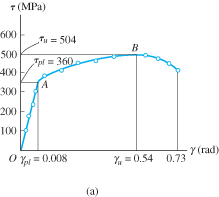 τ (MPa)
600
τu = 504
500
B
τpl = 360
400
A
300
200
100
O
γpl = 0.008
γu = 0.54
0.73
γ (rad)
(a)